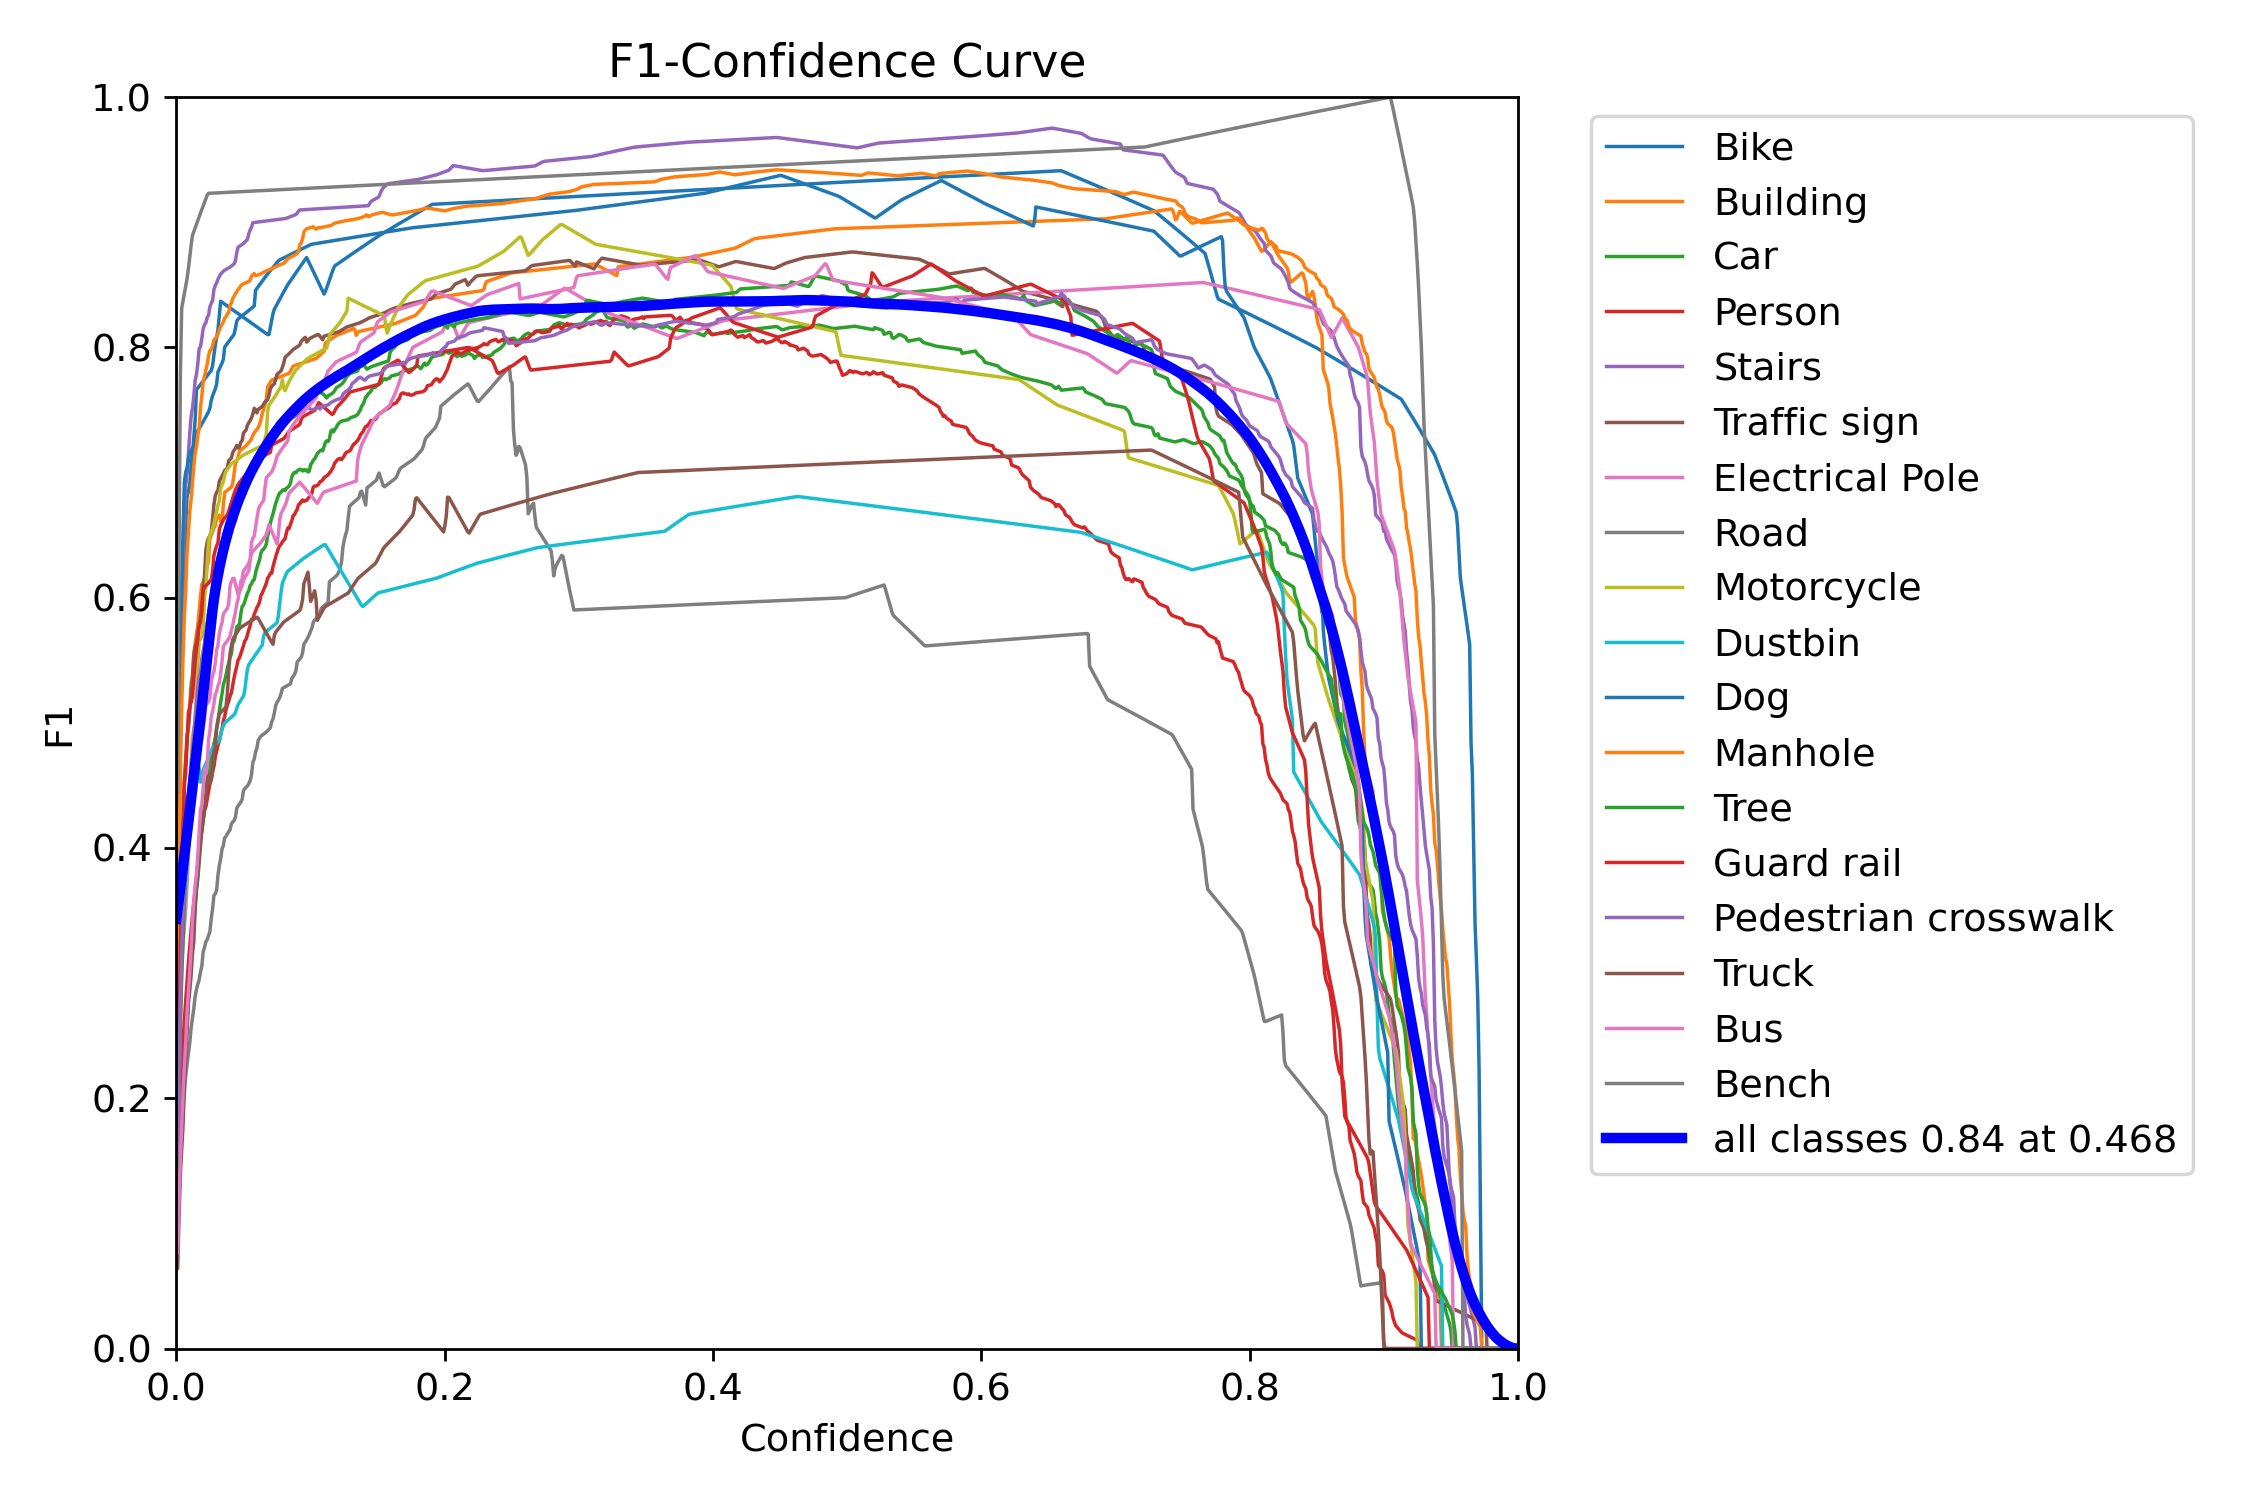 F1-Confidence Curve
1.0
0.8
0.6
0.4
0.2
0.0
F1
0.0 0.2 0.4 0.6 0.8 1.0
Confidence
Bike
Building
Car
Person
Stairs
Traffic sign
Electrical Pole
Road
Motorcycle
Dustbin
Dog
Manhole
Tree
Guard rail
Pedestrian crosswalk
Truck
Bus
Bench
all classes 0.84 at 0.468